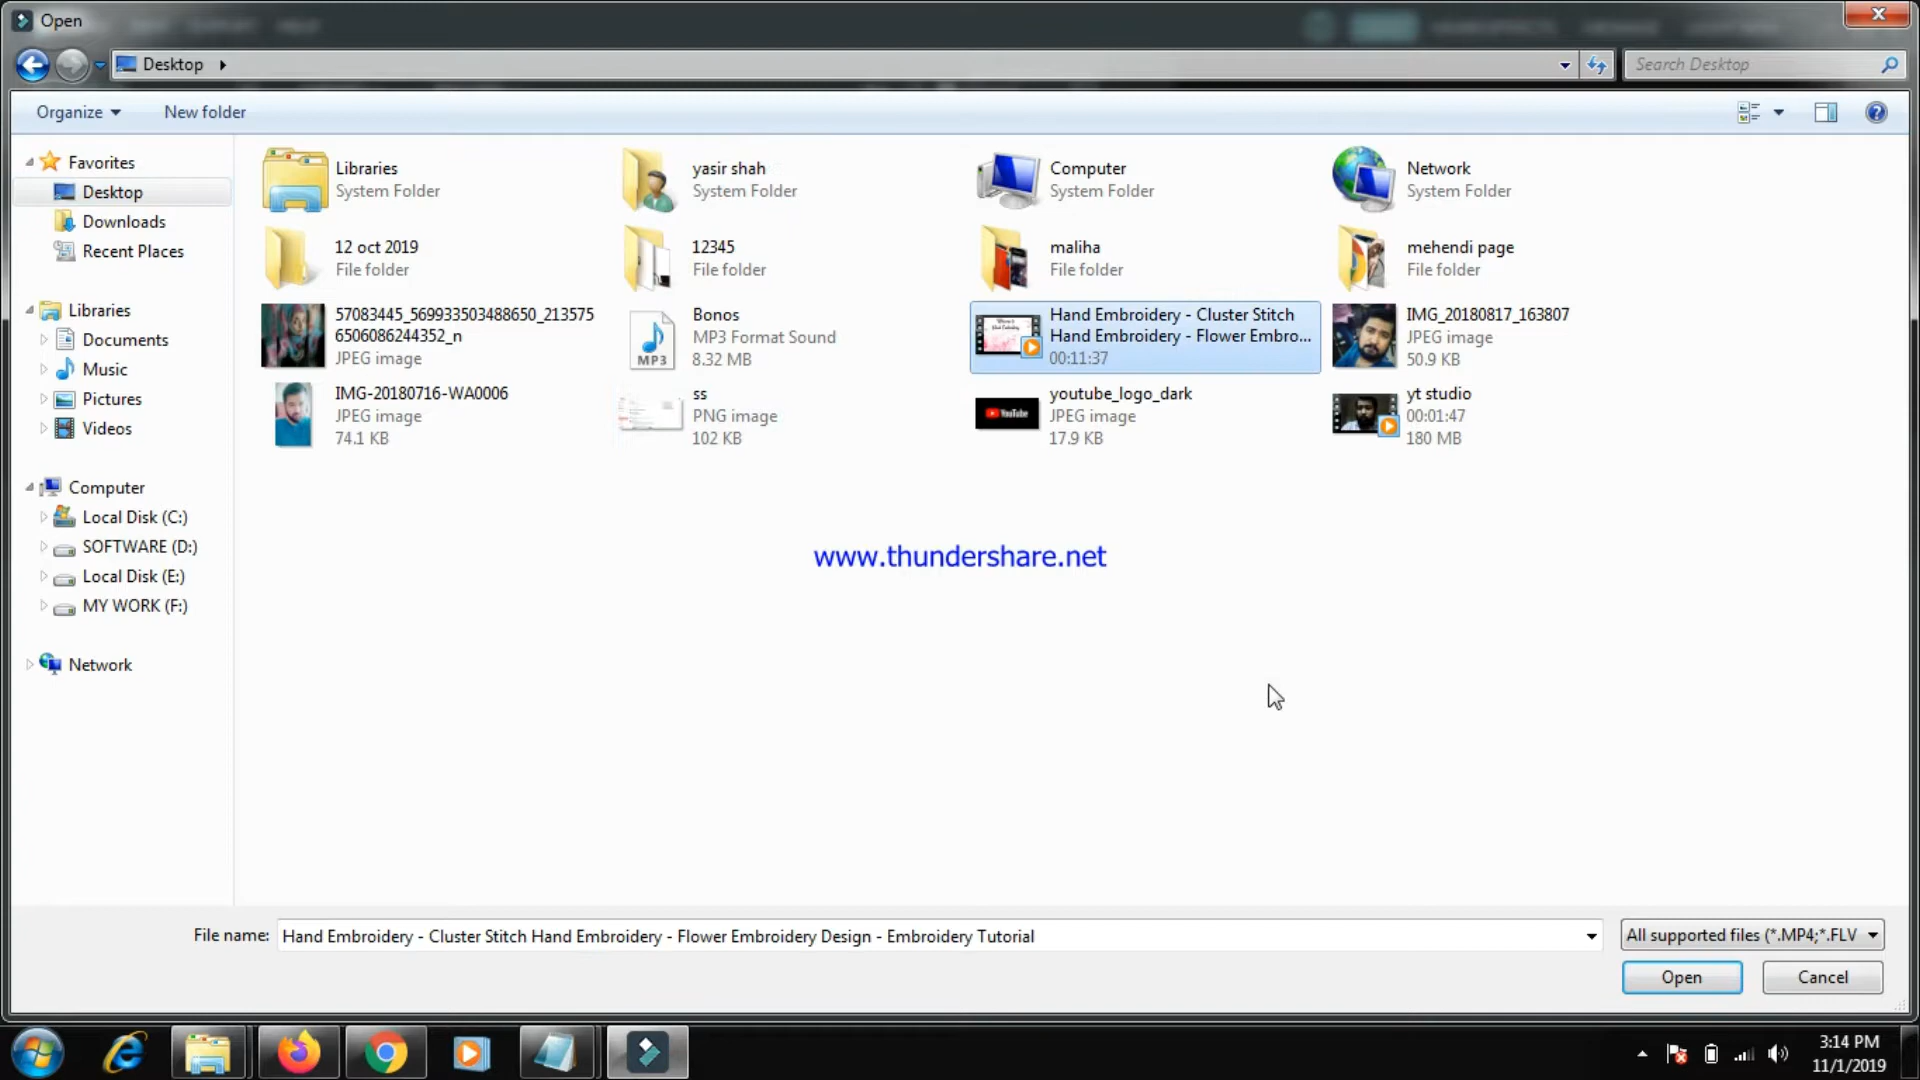 Open
Desktop
Search Desktop
Organize
New folder
Favorites
Desktop
Downloads
Recent Places
Libraries
Documents
Music
Pictures
Videos
Computer
Local Disk (C:)
SOFTWARE (D:)
Local Disk (E:)
MY WORK (F:)
Network
Libraries
System Folder
yasir shah
System Folder
Computer
System Folder
Network
System Folder
12 oct 2019
File folder
12345
File folder
maliha
File folder
mehendi page
File folder
57083445_569933503488650_213575
6506086244352_n
JPEG image
Bonos
MP3 Format Sound
8.32 MB
MP3
Hand Embroidery - Cluster Stitch
Hand Embroidery - Flower Embro...
00:11:37
IMG_20180817_163807
JPEG image
50.9 KB
IMG-20180716-WA0006
JPEG image
74.1 KB
ss
PNG image
102 KB
YouTube
youtube_logo_dark
JPEG image
17.9 KB
yt studio
00:01:47
180 MB
www.thundershare.net
File name:
Hand Embroidery - Cluster Stitch Hand Embroidery - Flower Embroidery Design - Embroidery Tutorial
All supported files (*.MP4;*.FLV
Open
Cancel
3:14 PM
11/1/2019